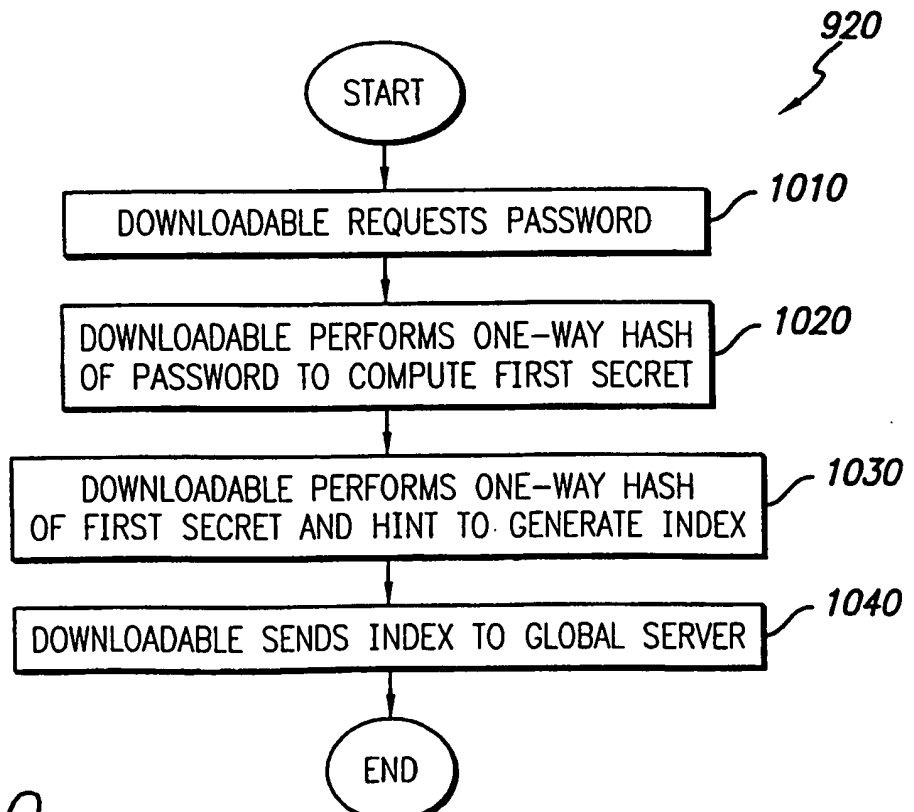 920
START
DOWNLOADABLE REQUESTS PASSWORD
1010
DOWNLOADABLE PERFORMS ONE-WAY HASH
OF PASSWORD TO COMPUTE FIRST SECRET
1020
DOWNLOADABLE PERFORMS ONE-WAY HASH
OF FIRST SECRET AND HINT TO GENERATE INDEX
1030
DOWNLOADABLE SENDS INDEX TO GLOBAL SERVER
1040
END